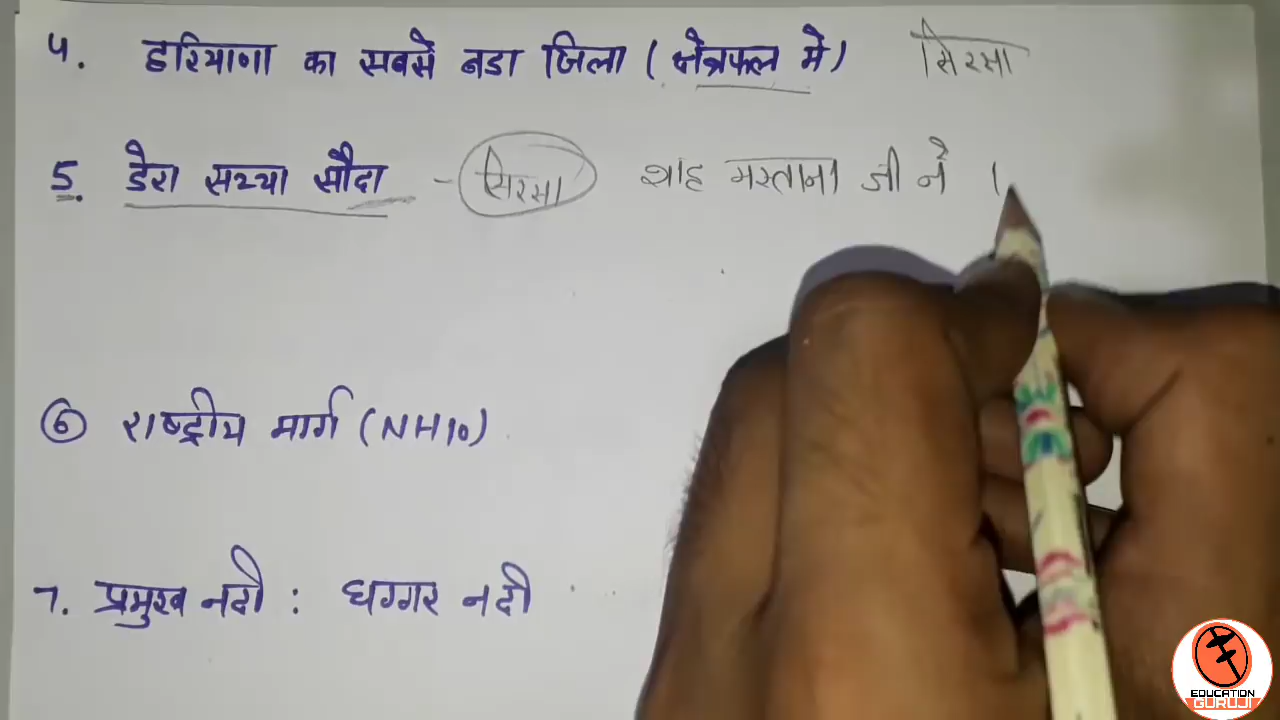 4. हरियाणा का सबसे बडा जिला (क्षेत्रफल मे) सिरसा
5. डेरा सच्चा सौदा - सिरसा शाह मस्ताना जी ने 1
6 राष्ट्रीय मार्ग (NH10)
7. प्रमुख नदी : घग्गर नदी
EDUCATION
GURUJI